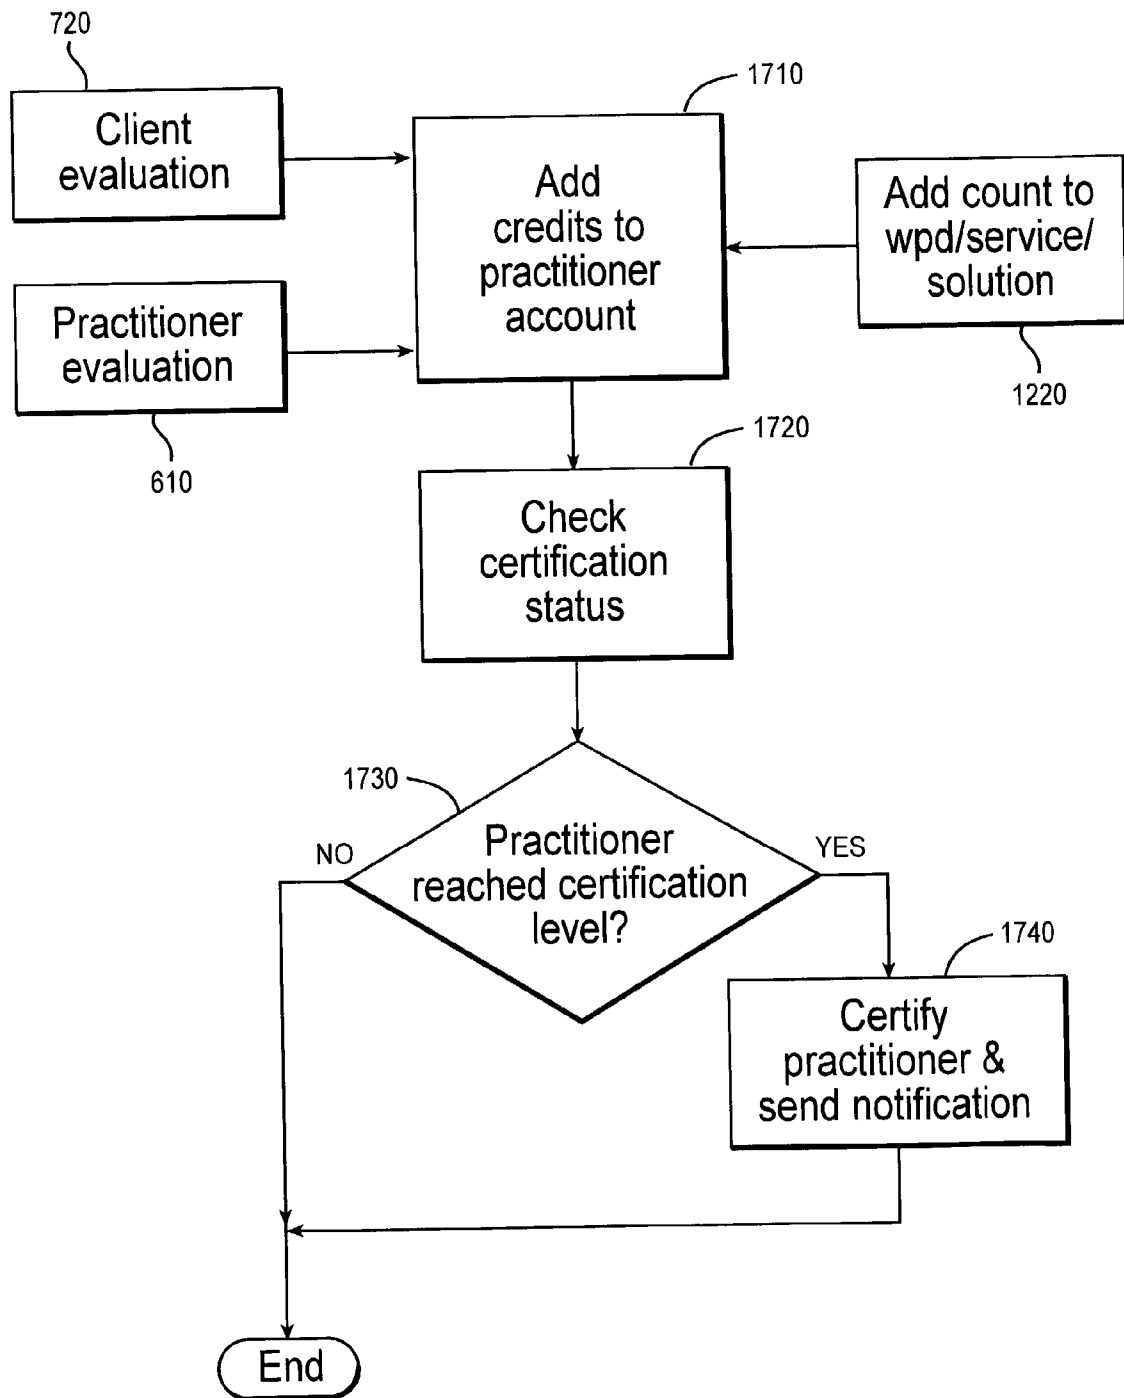 720
Client
evaluation
1710
Add
credits to
practitioner
account
Add count to
wpd/service/
solution
1220
Practitioner
evaluation
610
1720
Check
certification
status
1730
NO
Practitioner
reached certification
level?
YES
1740
Certify
practitioner &
send notification
End